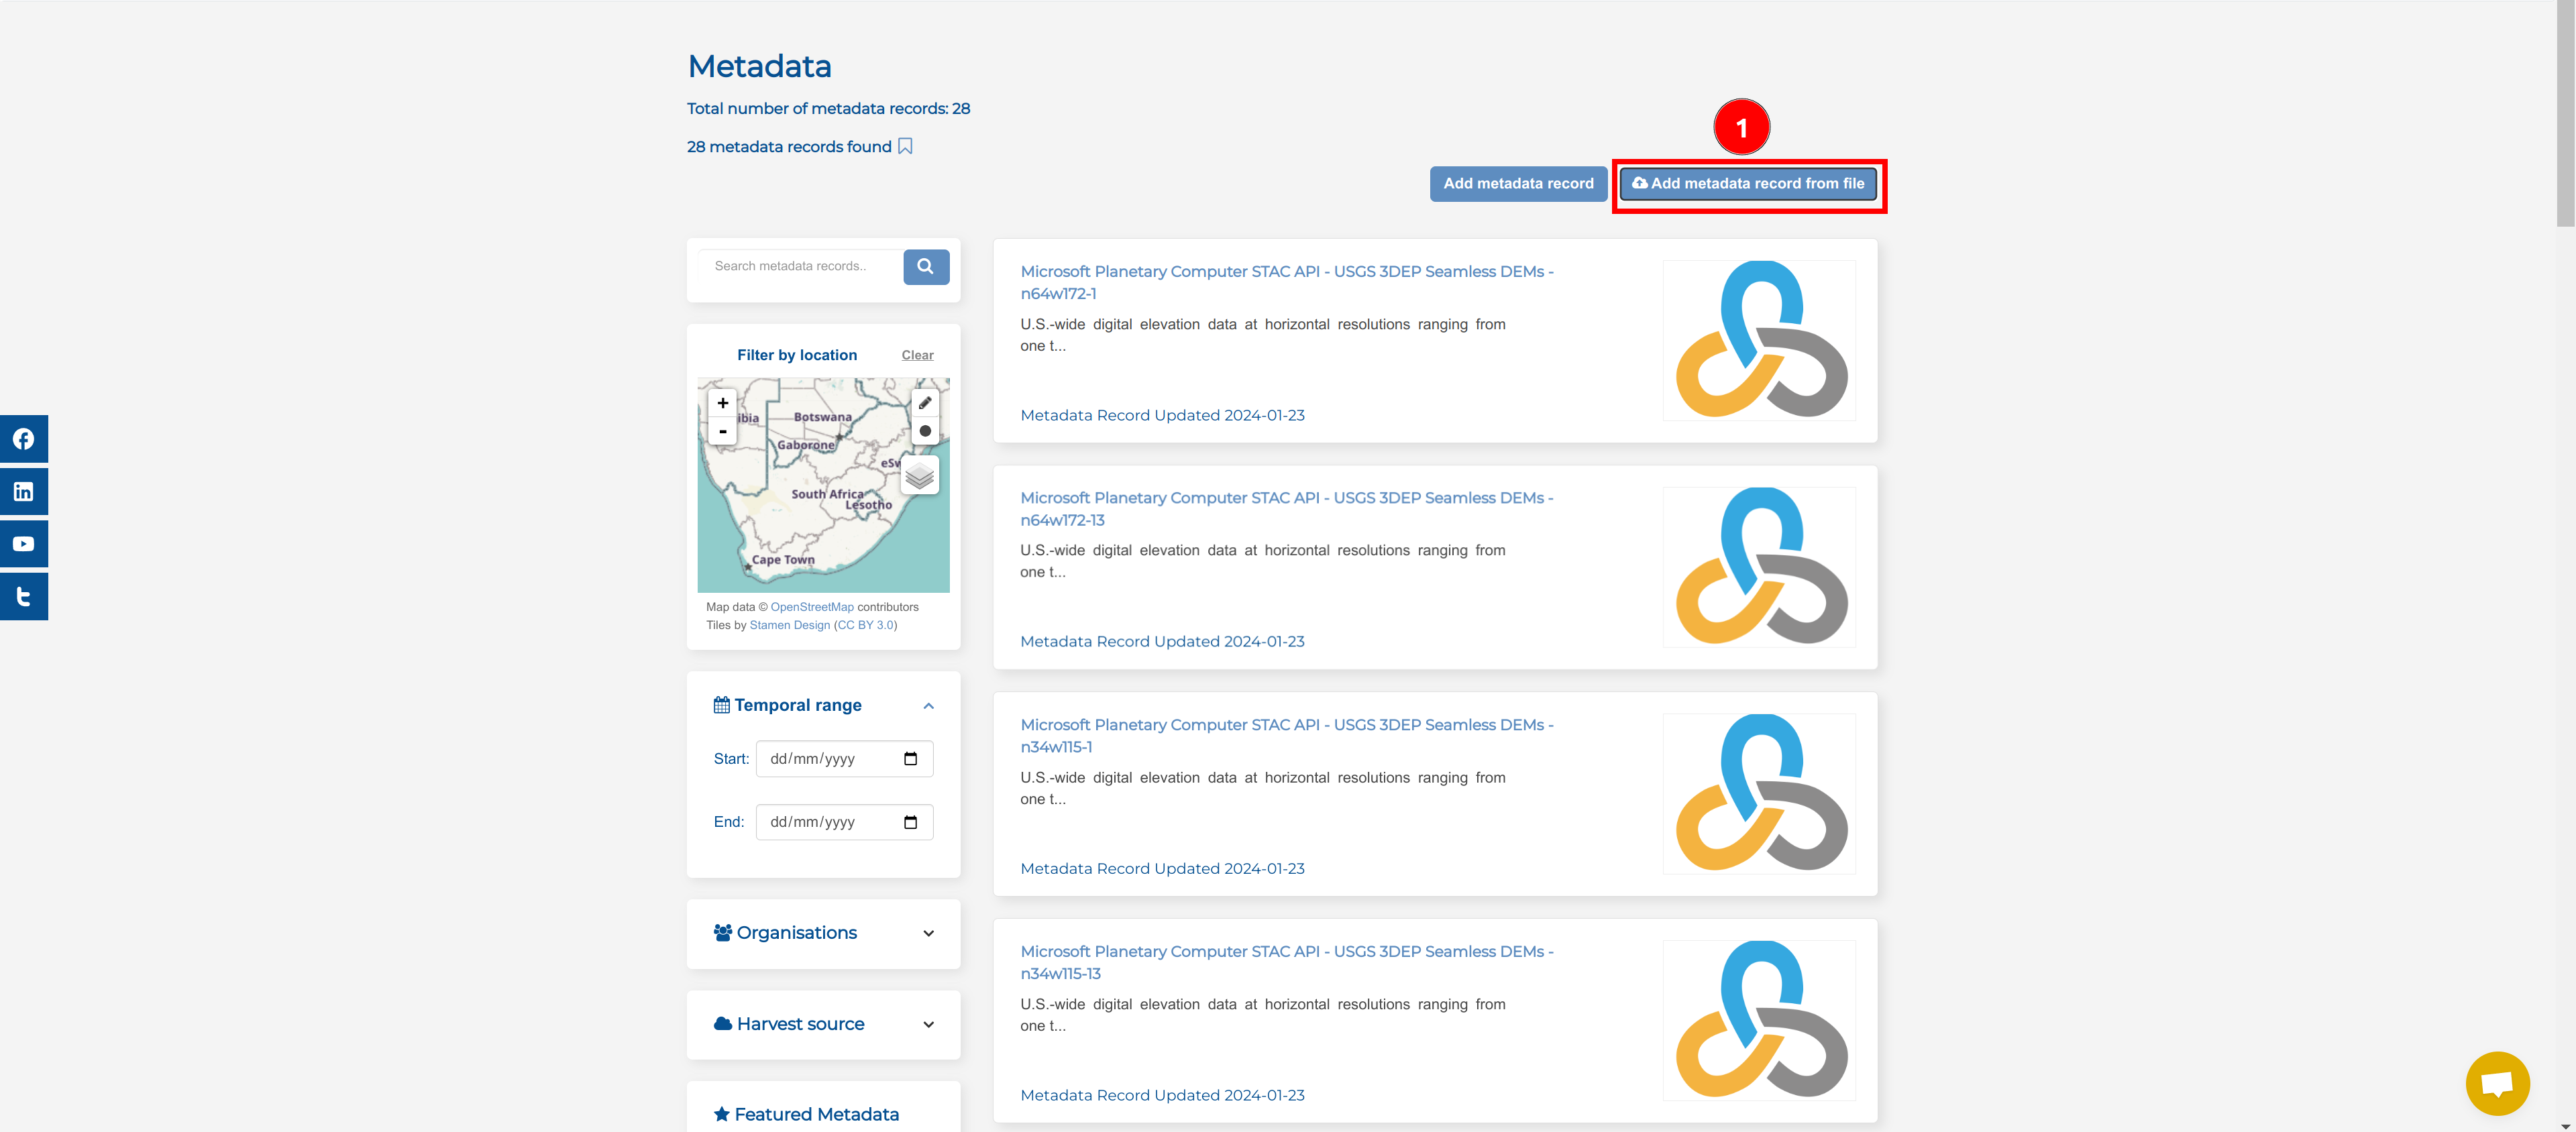 Metadata
Total number of metadata records: 28
28 metadata records found
1
Add metadata record
Add metadata record from file
Search metadata records..
Filter by location
Clear
+
-
ibia
Botswana
Gaborone
eSw
South Africa
Lesotho
Cape Town
Map data © OpenStreetMap contributors
Tiles by Stamen Design (CC BY 3.0)
Temporal range
Start: dd/mm/yyyy
End: dd/mm/yyyy
Organisations
Harvest source
Featured Metadata
Microsoft Planetary Computer STAC API - USGS 3DEP Seamless DEMs -
n64w172-1
U.S.-wide digital elevation data at horizontal resolutions ranging from
one t...
Metadata Record Updated 2024-01-23
Microsoft Planetary Computer STAC API - USGS 3DEP Seamless DEMs -
n64w172-13
U.S.-wide digital elevation data at horizontal resolutions ranging from
one t...
Metadata Record Updated 2024-01-23
Microsoft Planetary Computer STAC API - USGS 3DEP Seamless DEMs -
n34w115-1
U.S.-wide digital elevation data at horizontal resolutions ranging from
one t...
Metadata Record Updated 2024-01-23
Microsoft Planetary Computer STAC API - USGS 3DEP Seamless DEMs -
n34w115-13
U.S.-wide digital elevation data at horizontal resolutions ranging from
one t...
Metadata Record Updated 2024-01-23